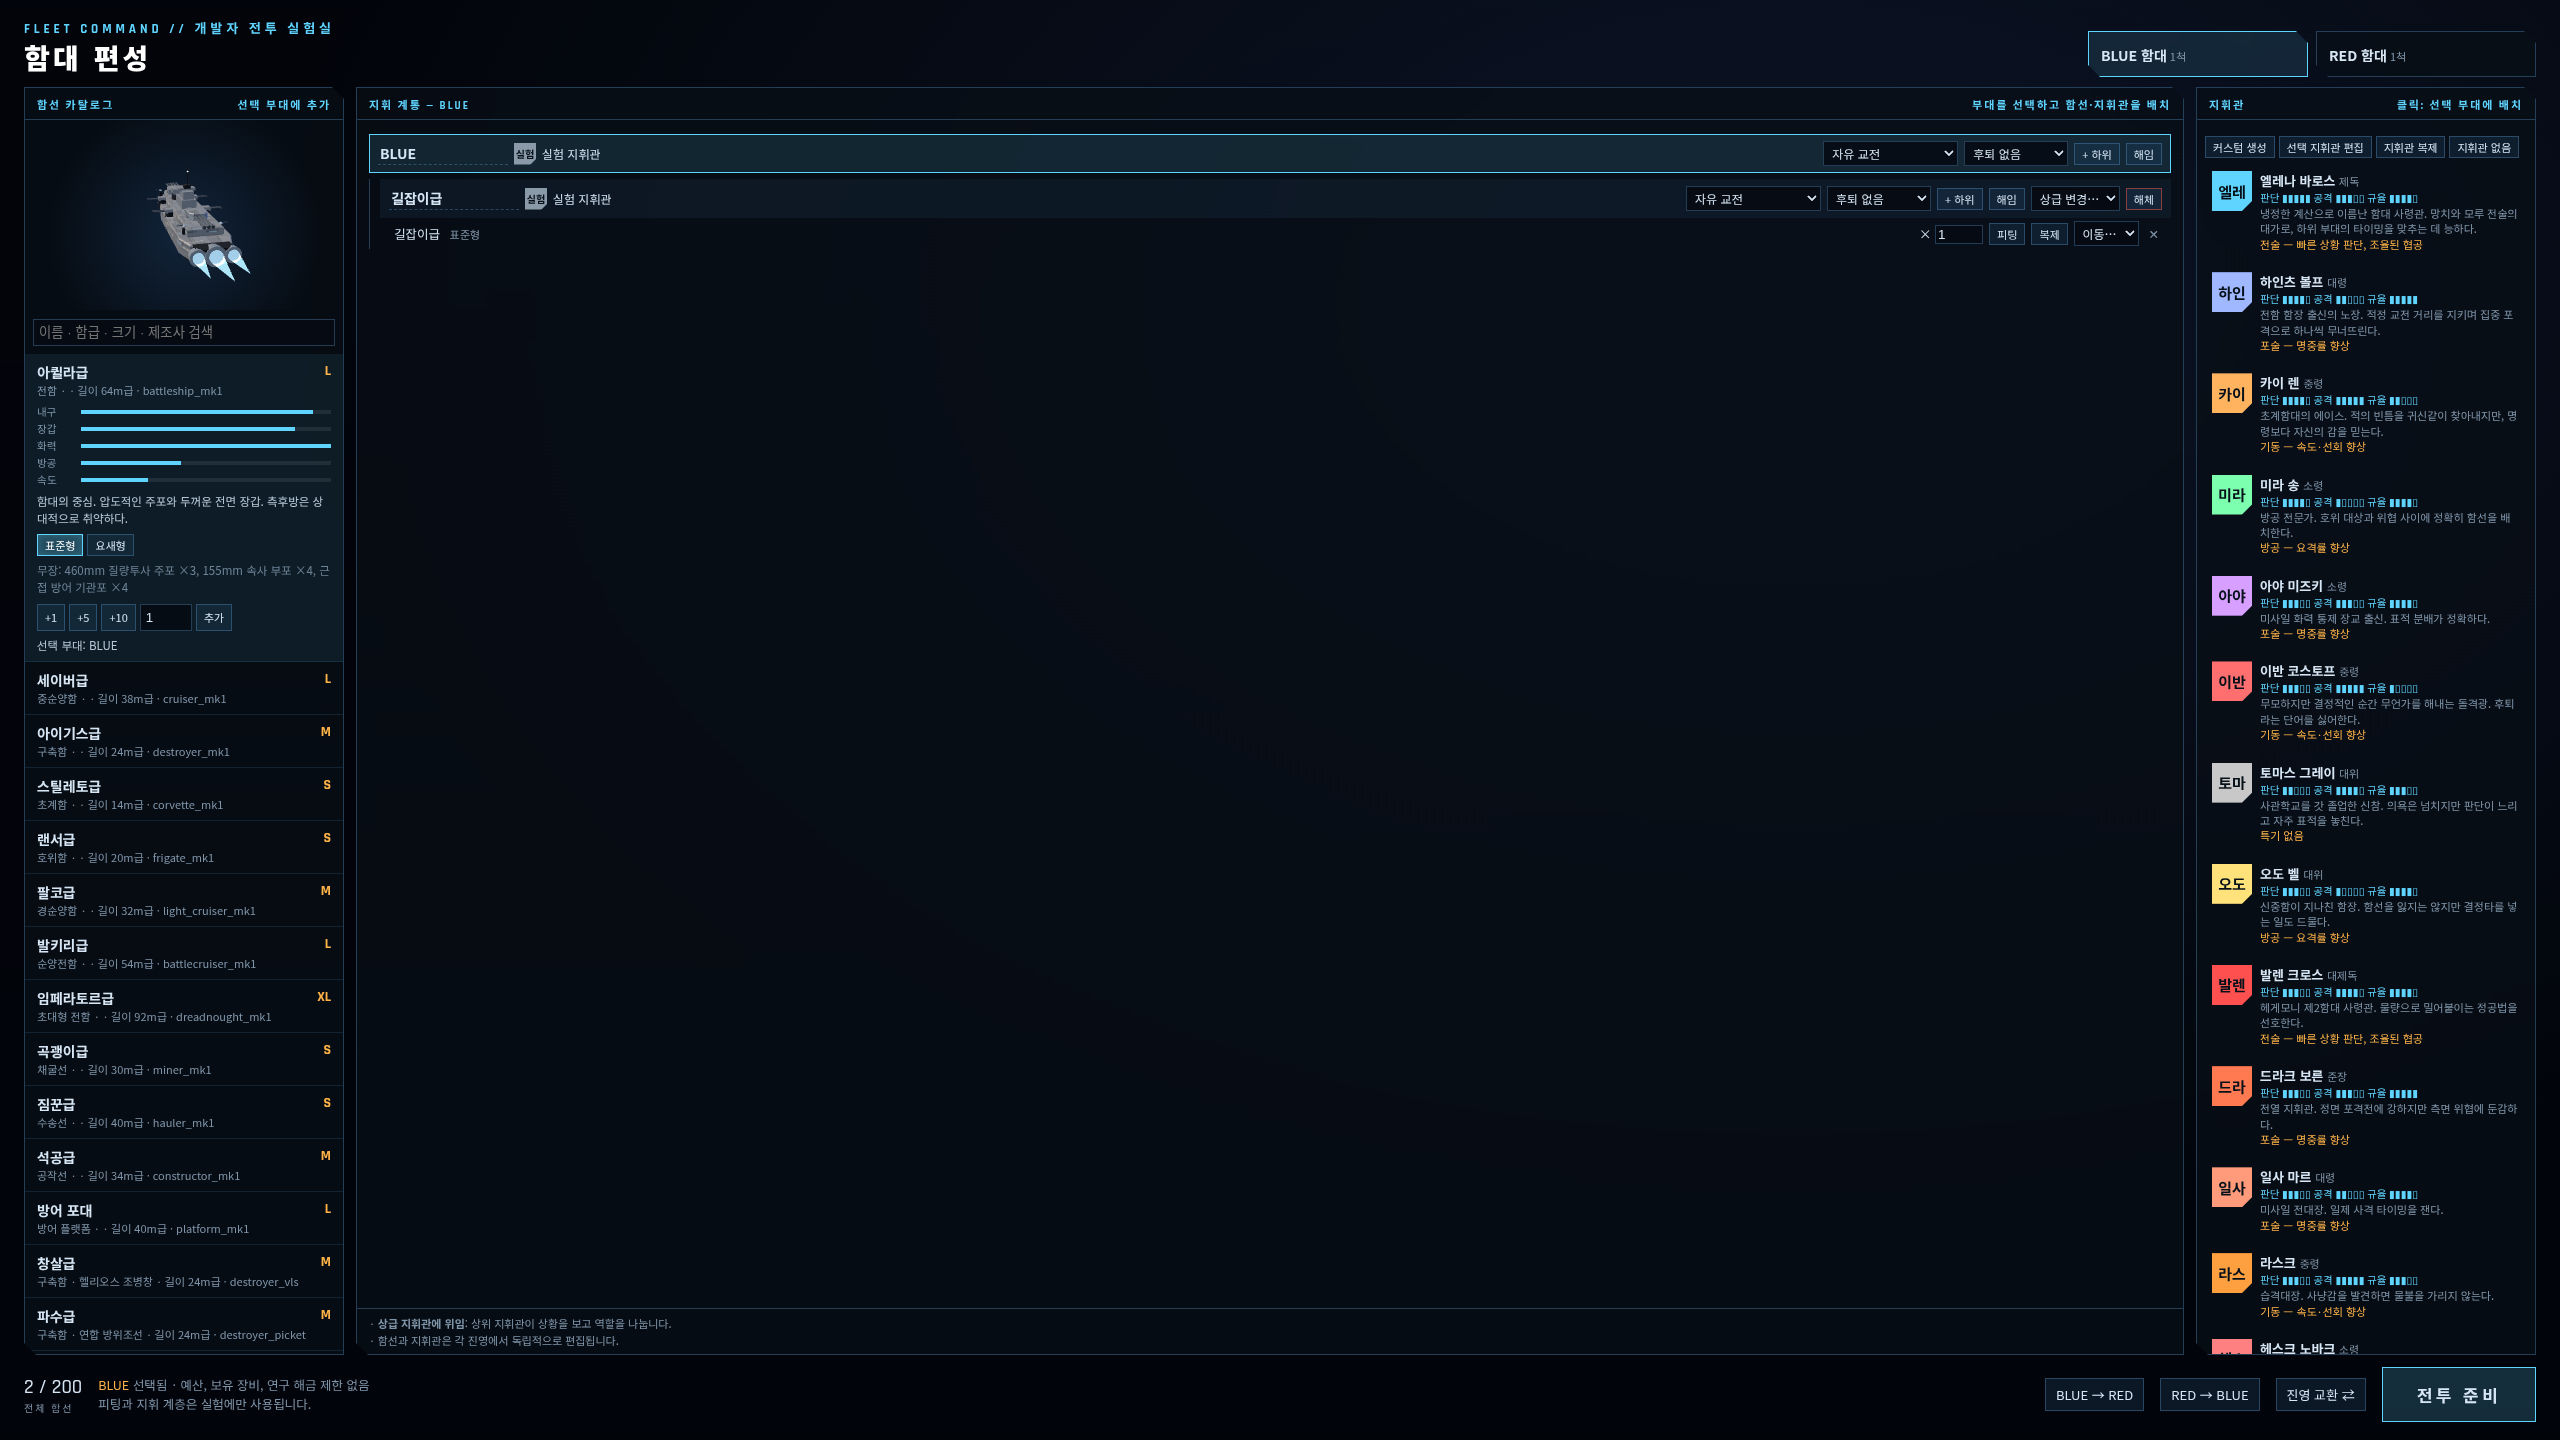 FLEET COMMAND // 개발자 전투 실험실
함대 편성
BLUE 함대 1척
RED 함대 1척
함선 카탈로그
선택 부대에 추가
이름 · 함급 · 크기 · 제조사 검색
아퀼라급 L
전함 · · 길이 64m급 · battleship_mk1
내구
장갑
화력
방공
속도
함대의 중심. 압도적인 주포와 두꺼운 전면 장갑. 측후방은 상
대적으로 취약하다.
표준형 요새형
무장: 460mm 질량투사 주포 ×3, 155mm 속사 부포 ×4, 근
접 방어 기관포 ×4
+1 +5 +10 1 추가
선택 부대: BLUE
세이버급 L
중순양함 · · 길이 38m급 · cruiser_mk1
아이기스급 M
구축함 · · 길이 24m급 · destroyer_mk1
스틸레토급 S
초계함 · · 길이 14m급 · corvette_mk1
랜서급 S
호위함 · · 길이 20m급 · frigate_mk1
팔코급 M
경순양함 · · 길이 32m급 · light_cruiser_mk1
발키리급 L
순양전함 · · 길이 54m급 · battlecruiser_mk1
임페라토르급 XL
초대형 전함 · · 길이 92m급 · dreadnought_mk1
곡괭이급 S
채굴선 · · 길이 30m급 · miner_mk1
짐꾼급 S
수송선 · · 길이 40m급 · hauler_mk1
석공급 M
공작선 · · 길이 34m급 · constructor_mk1
방어 포대 L
방어 플랫폼 · · 길이 40m급 · platform_mk1
창살급 M
구축함 · 헬리오스 조병창 · 길이 24m급 · destroyer_vls
파수급 M
구축함 · 연합 방위조선 · 길이 24m급 · destroyer_picket
지휘 계통 — BLUE
부대를 선택하고 함선·지휘관을 배치
BLUE 실험 실험 지휘관 자유 교전 후퇴 없음 + 하위 해임
길잡이급 실험 실험 지휘관 자유 교전 후퇴 없음 + 하위 해임 상급 변경… 해체
길잡이급 표준형 × 1 피팅 복제 이동… ×
· 상급 지휘관에 위임: 상위 지휘관이 상황을 보고 역할을 나눕니다.
· 함선과 지휘관은 각 진영에서 독립적으로 편집됩니다.
지휘관
클릭: 선택 부대에 배치
커스텀 생성 선택 지휘관 편집 지휘관 복제 지휘관 없음
엘레 엘레나 바로스 제독
판단 공격 규율
냉정한 계산으로 이름난 함대 사령관. 망치와 모루 전술의
대가로, 하위 부대의 타이밍을 맞추는 데 능하다.
전술 — 빠른 상황 판단, 조율된 협공
하인 하인츠 볼프 대령
판단 공격 규율
전함 함장 출신의 노장. 적정 교전 거리를 지키며 집중 포
격으로 하나씩 무너뜨린다.
포술 — 명중률 향상
카이 카이 렌 중령
판단 공격 규율
초계함대의 에이스. 적의 빈틈을 귀신같이 찾아내지만, 명
령보다 자신의 감을 믿는다.
기동 — 속도·선회 향상
미라 미라 송 소령
판단 공격 규율
방공 전문가. 호위 대상과 위협 사이에 정확히 함선을 배
치한다.
방공 — 요격률 향상
아야 아야 미즈키 소령
판단 공격 규율
미사일 화력 통제 장교 출신. 표적 분배가 정확하다.
포술 — 명중률 향상
이반 이반 코스토프 중령
판단 공격 규율
무모하지만 결정적인 순간 무언가를 해내는 돌격광. 후퇴
라는 단어를 싫어한다.
기동 — 속도·선회 향상
토마 토마스 그레이 대위
판단 공격 규율
사관학교를 갓 졸업한 신참. 의욕은 넘치지만 판단이 느리
고 자주 표적을 놓친다.
특기 없음
오도 오도 벨 대위
판단 공격 규율
신중함이 지나친 함장. 함선을 잃지는 않지만 결정타를 넣
는 일도 드물다.
방공 — 요격률 향상
발렌 발렌 크로스 대제독
판단 공격 규율
헤게모니 제2함대 사령관. 물량으로 밀어붙이는 정공법을
선호한다.
전술 — 빠른 상황 판단, 조율된 협공
드라 드라크 보른 준장
판단 공격 규율
전열 지휘관. 정면 포격전에 강하지만 측면 위협에 둔감하
다.
포술 — 명중률 향상
일사 일사 마르 대령
판단 공격 규율
미사일 전대장. 일제 사격 타이밍을 잰다.
포술 — 명중률 향상
라스 라스크 중령
판단 공격 규율
습격대장. 사냥감을 발견하면 물불을 가리지 않는다.
기동 — 속도·선회 향상
헤스크 노바크 소령
2 / 200
전체 함선
BLUE 선택됨 · 예산, 보유 장비, 연구 해금 제한 없음
피팅과 지휘 계층은 실험에만 사용됩니다.
BLUE → RED
RED → BLUE
진영 교환 ⇄
전투 준비